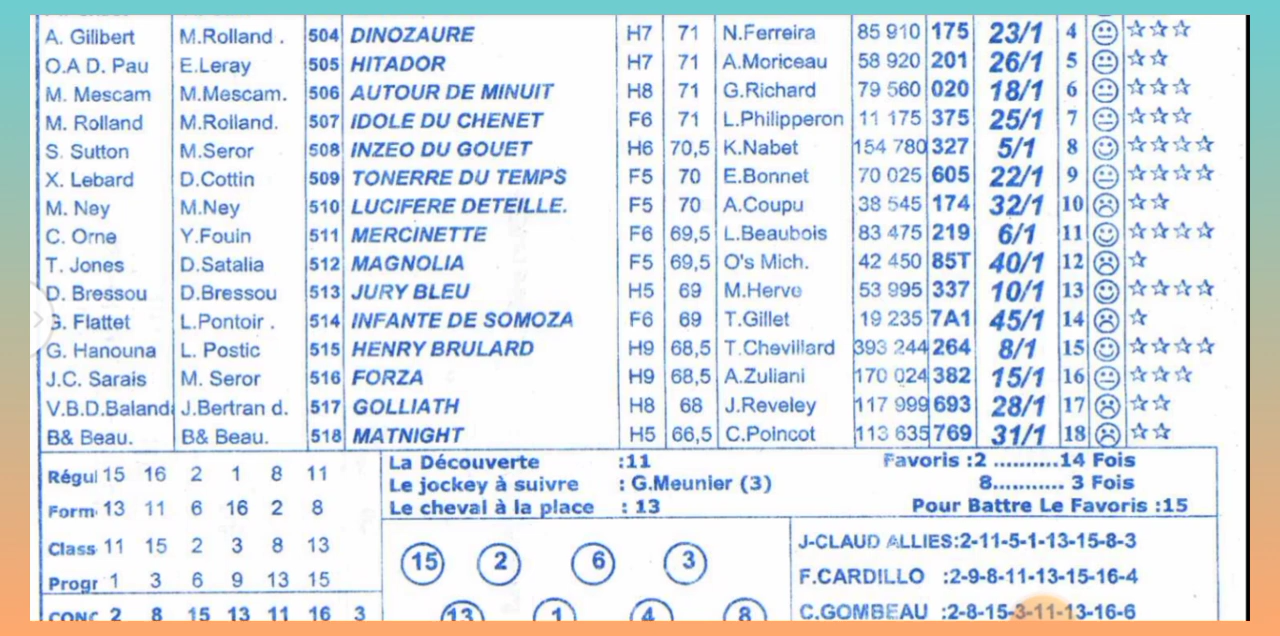 A. Gilibert M.Rolland . 504 DINOZAURE H7 71 N.Ferreira 85 910 175 23/1 4 ☆☆☆
O.A D. Pau E.Leray 505 HITADOR H7 71 A.Moriceau 58 920 201 26/1 5 ☆☆
M. Mescam M.Mescam. 506 AUTOUR DE MINUIT H8 71 G.Richard 79 560 020 18/1 6 ☆☆☆
M. Rolland M.Rolland. 507 IDOLE DU CHENET F6 71 L.Philipperon 11 175 375 25/1 7 ☆☆☆
S. Sutton M.Seror 508 INZEO DU GOUET H6 70,5 K.Nabet 154 780 327 5/1 8 ☆☆☆☆
X. Lebard D.Cottin 509 TONERRE DU TEMPS F5 70 E.Bonnet 70 025 605 22/1 9 ☆☆☆☆
M. Ney M.Ney 510 LUCIFERE DETEILLE. F5 70 A.Coupu 38 545 174 32/1 10 ☆☆
C. Orne Y.Fouin 511 MERCINETTE F6 69,5 L.Beaubois 83 475 219 6/1 11 ☆☆☆☆
T. Jones D.Satalia 512 MAGNOLIA F5 69,5 O's Mich. 42 450 85T 40/1 12 ☆
D. Bressou D.Bressou 513 JURY BLEU H5 69 M.Herve 53 995 337 10/1 13 ☆☆☆☆
G. Flattet L.Pontoir . 514 INFANTE DE SOMOZA F6 69 T.Gillet 19 235 7A1 45/1 14 ☆
G. Hanouna L. Postic 515 HENRY BRULARD H9 68,5 T.Chevillard 393 244 264 8/1 15 ☆☆☆☆
J.C. Sarais M. Seror 516 FORZA H9 68,5 A.Zuliani 170 024 382 15/1 16 ☆☆☆
V.B.D.Baland J.Bertran d. 517 GOLLIATH H8 68 J.Reveley 117 999 693 28/1 17 ☆☆
B& Beau. B& Beau. 518 MATNIGHT H5 66,5 C.Poincot 113 635 769 31/1 18 ☆☆
Régul 15 16 2 1 8 11
Form 13 11 6 16 2 8
Class 11 15 2 3 8 13
Progr 1 3 6 9 13 15
CONC 2 8 15 13 11 16 3
La Découverte :11
Le jockey à suivre : G.Meunier (3)
Le cheval à la place : 13
Favoris :2 ..........14 Fois
8........... 3 Fois
Pour Battre Le Favoris :15
15 2 6 3
13 1 4 8
J-CLAUD ALLIES:2-11-5-1-13-15-8-3
F.CARDILLO :2-9-8-11-13-15-16-4
C.GOMBEAU :2-8-15-3-11-13-16-6